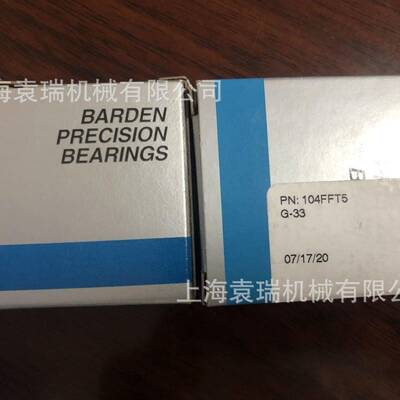 海袁瑞机械有限公司
BARDEN
PRECISION
BEARINGS
PN: 104FFT5
G-33
07/17/20
上海袁瑞机械有限公